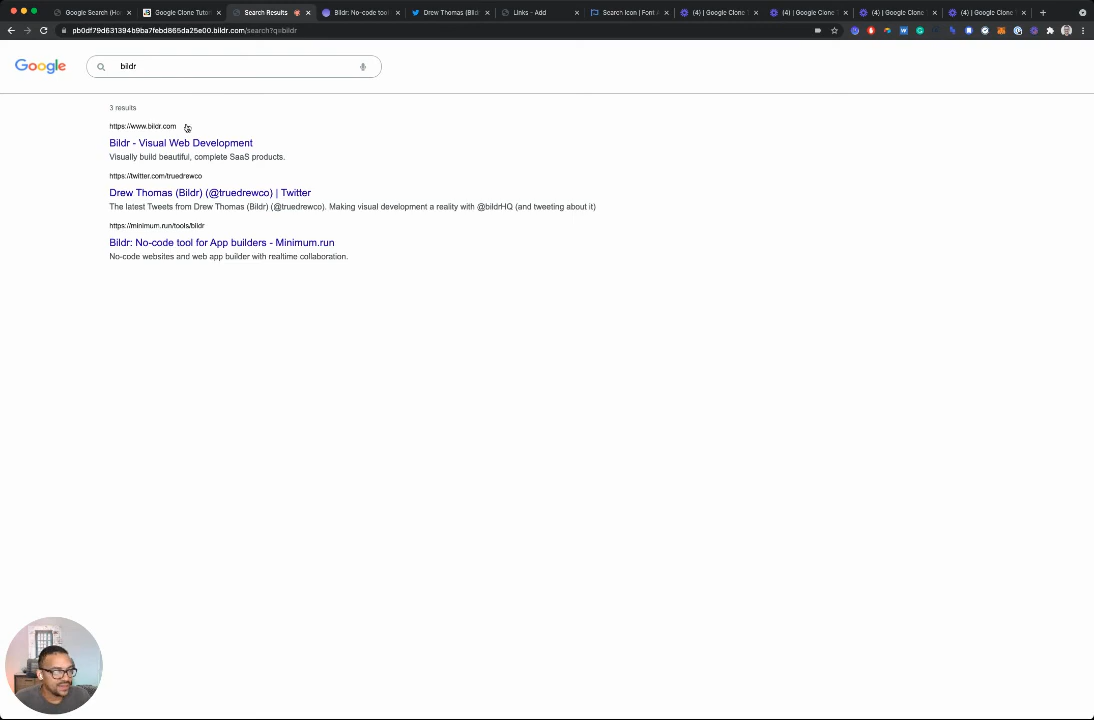 Google Search (Ho
Google Clone Tutor
Search Results
Bildr: No-code tool
Drew Thomas (Bildr
Links - Add
Search Icon | Font A
(4) | Google Clone
(4) | Google Clone
(4) | Google Clone
(4) | Google Clone
pb0df79d631394b9ba7febd865da25e00.bildr.com/search?q=bildr
Google
bildr
3 results
https://www.bildr.com
Bildr - Visual Web Development
Visually build beautiful, complete SaaS products.
https://twitter.com/truedrewco
Drew Thomas (Bildr) (@truedrewco) | Twitter
The latest Tweets from Drew Thomas (Bildr) (@truedrewco). Making visual development a reality with @bildrHQ (and tweeting about it)
https://minimum.run/tools/bildr
Bildr: No-code tool for App builders - Minimum.run
No-code websites and web app builder with realtime collaboration.